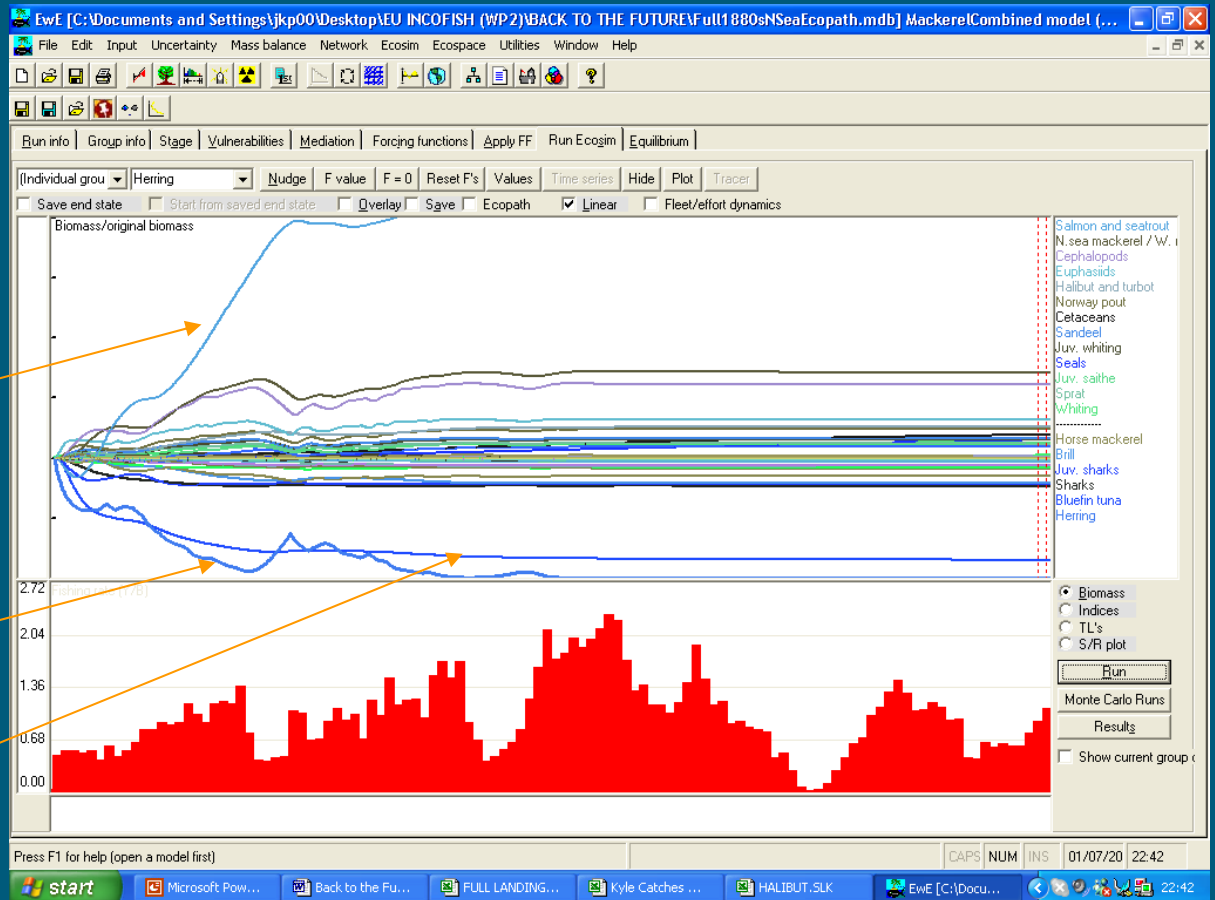 EwE [C:\Documents and Settings\jkp00\Desktop\EU INCOFISH (WP2)\BACK TO THE FUTURE\Full1880sNSeaEcopath.mdb] MackerelCombined model (...
File Edit Input Uncertainty Mass balance Network Ecosim Ecospace Utilities Window Help
Run info Group info Stage Vulnerabilities Mediation Forcing functions Apply FF Run Ecosim Equilibrium
(Individual grou Herring Nudge F value F = 0 Reset F's Values Time series Hide Plot Tracer
Save end state Start from saved end state Overlay Save Ecopath Linear Fleet/effort dynamics
Biomass/original biomass
Salmon and seatrout
N.sea mackerel / W. 
Cephalopods
Euphasiids
Halibut and turbot
Norway pout
Cetaceans
Sandeel
Juv. whiting
Seals
Juv. saithe
Sprat
Whiting
-------------
Horse mackerel
Brill
Juv. sharks
Sharks
Bluefin tuna
Herring
2.72 Fishing rate
2.04
1.36
0.68
0.00
Biomass
Indices
TL's
S/R plot
Run
Monte Carlo Runs
Results
Show current group
Press F1 for help (open a model first) CAPS NUM INS 01/07/20 22:42
start Microsoft Pow... Back to the Fu... FULL LANDING... Kyle Catches ... HALIBUT.SLK EwE [C:\Docu... 22:42